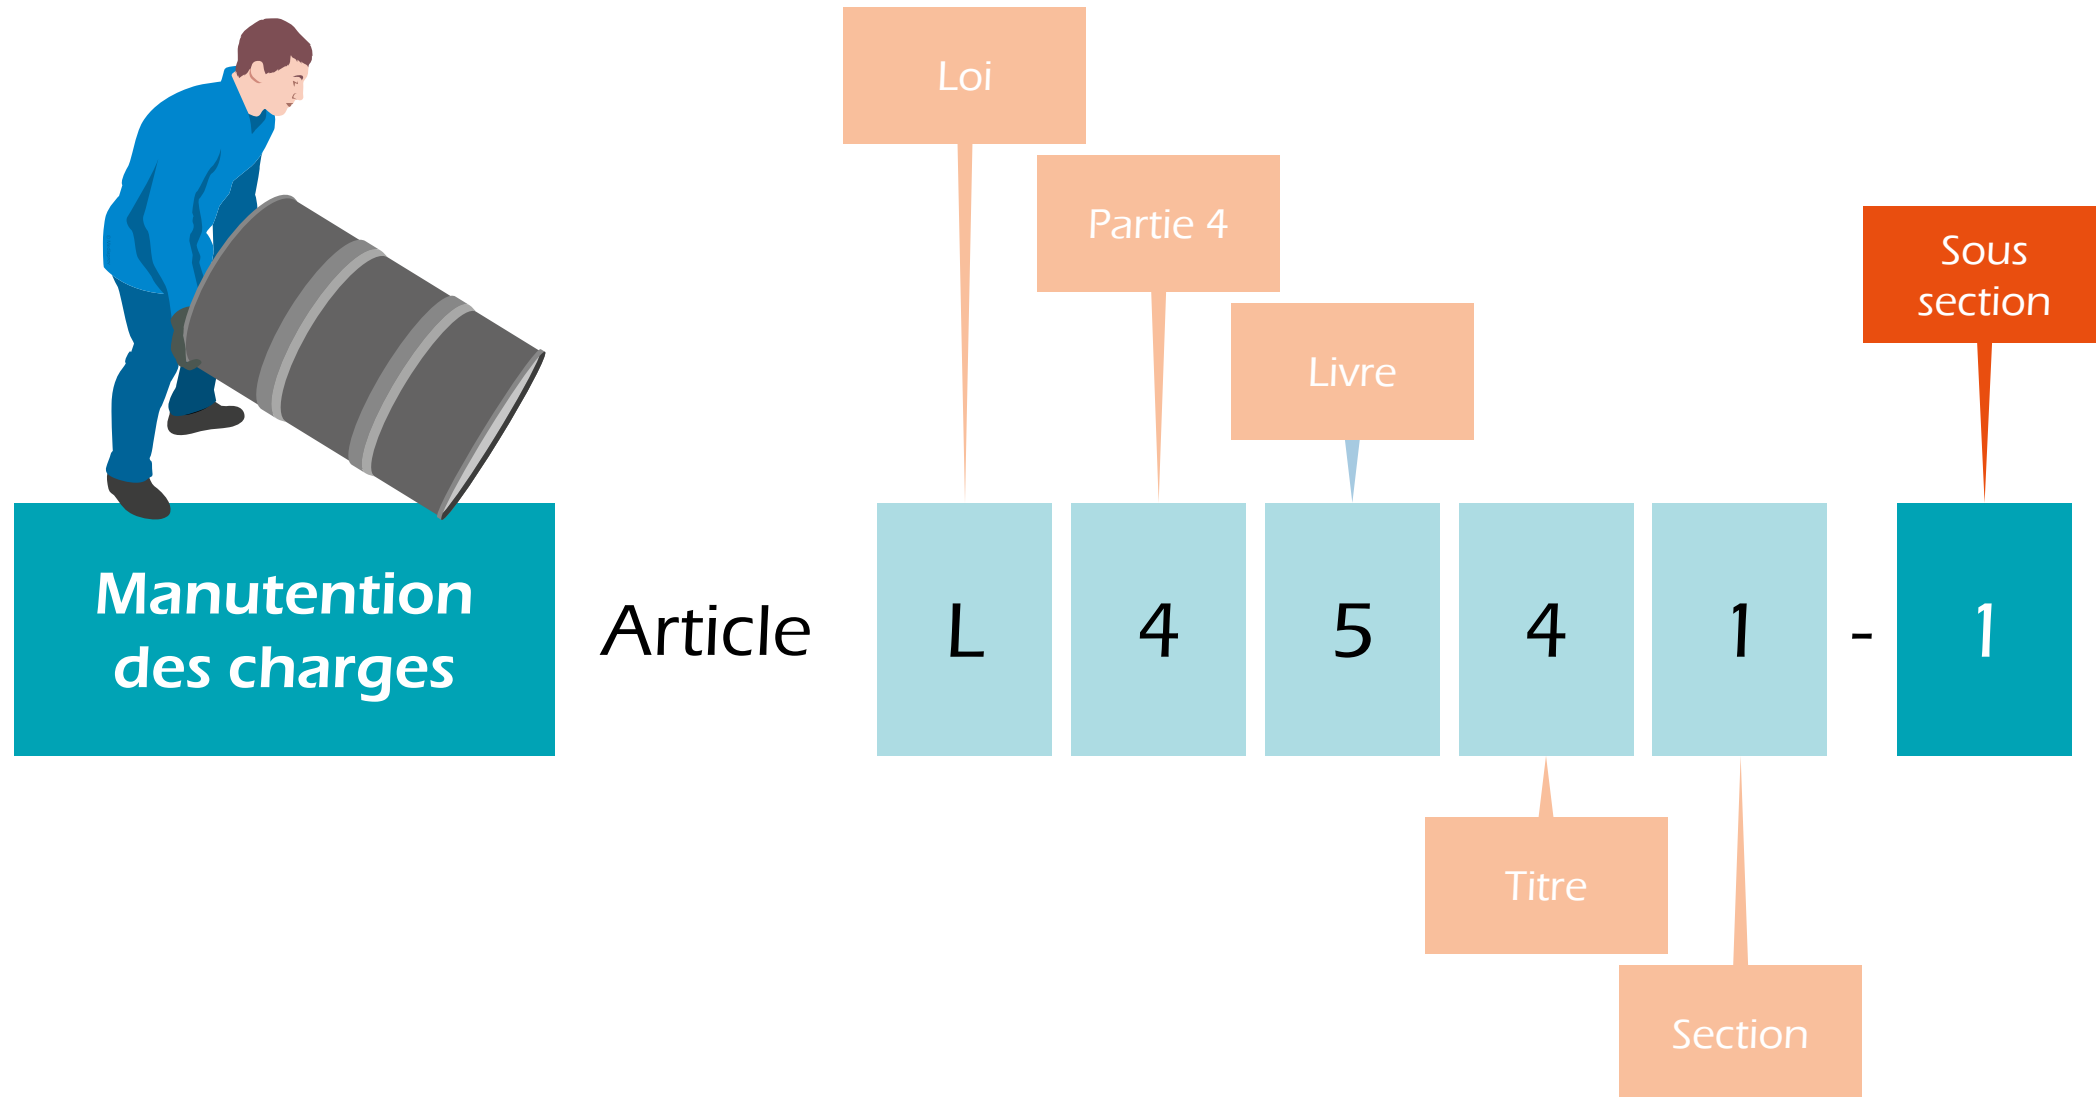 Loi
Partie 4
Livre
Sous
section
Manutention
des charges
Article L 4 5 4 1 - 1
Titre
Section